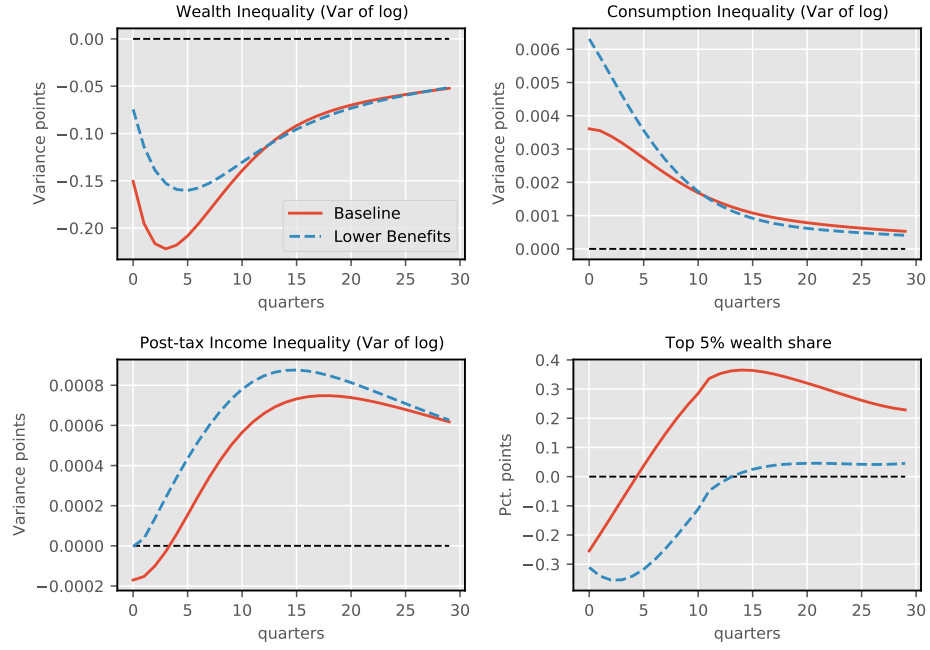 Wealth Inequality (Var of log)
Variance points
0.00
−0.05
−0.10
−0.15
−0.20
Baseline
Lower Benefits
0 5 10 15 20 25 30
quarters
Consumption Inequality (Var of log)
Variance points
0.006
0.005
0.004
0.003
0.002
0.001
0.000
0 5 10 15 20 25 30
quarters
Post-tax Income Inequality (Var of log)
Variance points
0.0008
0.0006
0.0004
0.0002
0.0000
−0.0002
0 5 10 15 20 25 30
quarters
Top 5% wealth share
Pct. points
0.4
0.3
0.2
0.1
0.0
−0.1
−0.2
−0.3
0 5 10 15 20 25 30
quarters